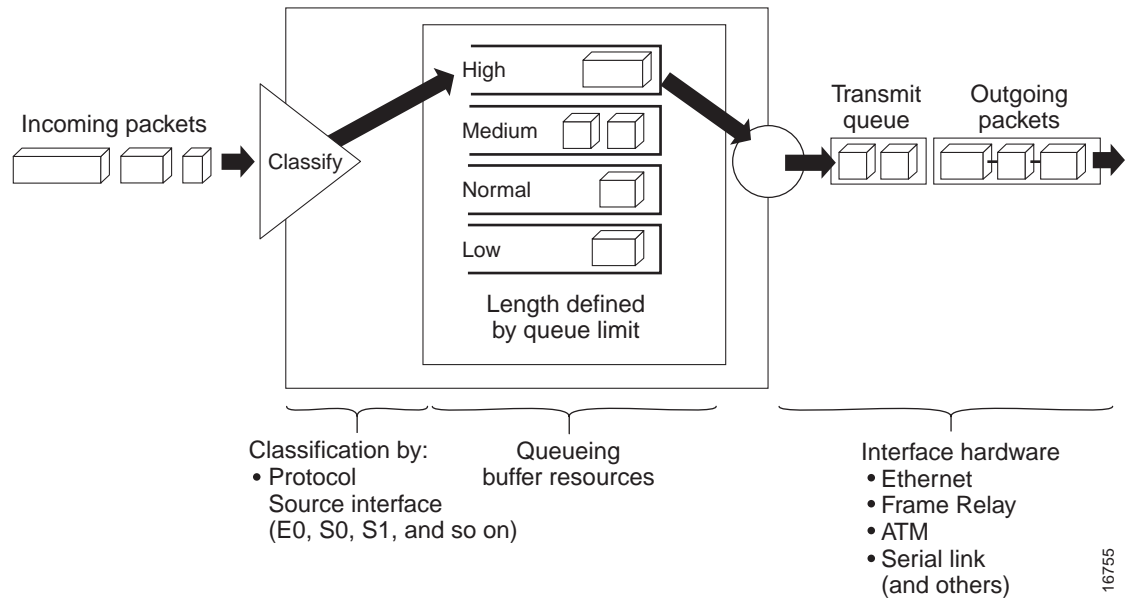 Incoming packets
Classify
High
Medium
Normal
Low
Length defined
by queue limit
Transmit
queue
Outgoing
packets
Classification by:
• Protocol
Source interface
(E0, S0, S1, and so on)
Queueing
buffer resources
Interface hardware
• Ethernet
• Frame Relay
• ATM
• Serial link
(and others)
16755